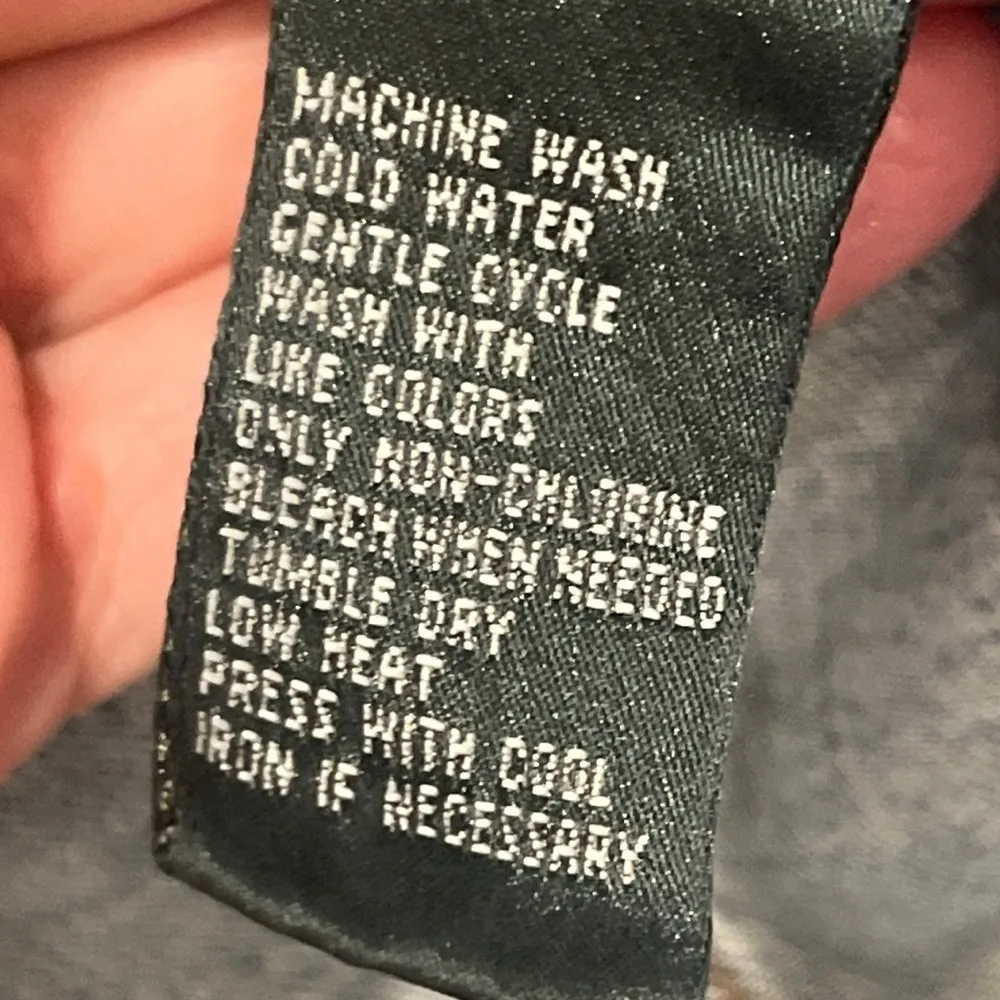 MACHINE WASH
COLD WATER
GENTLE CYCLE
WASH WITH
LIKE COLORS
ONLY NON-CHLORINE
BLEACH WHEN NEEDED
TUMBLE DRY
LOW HEAT
PRESS WITH COOL
IRON IF NECESSARY